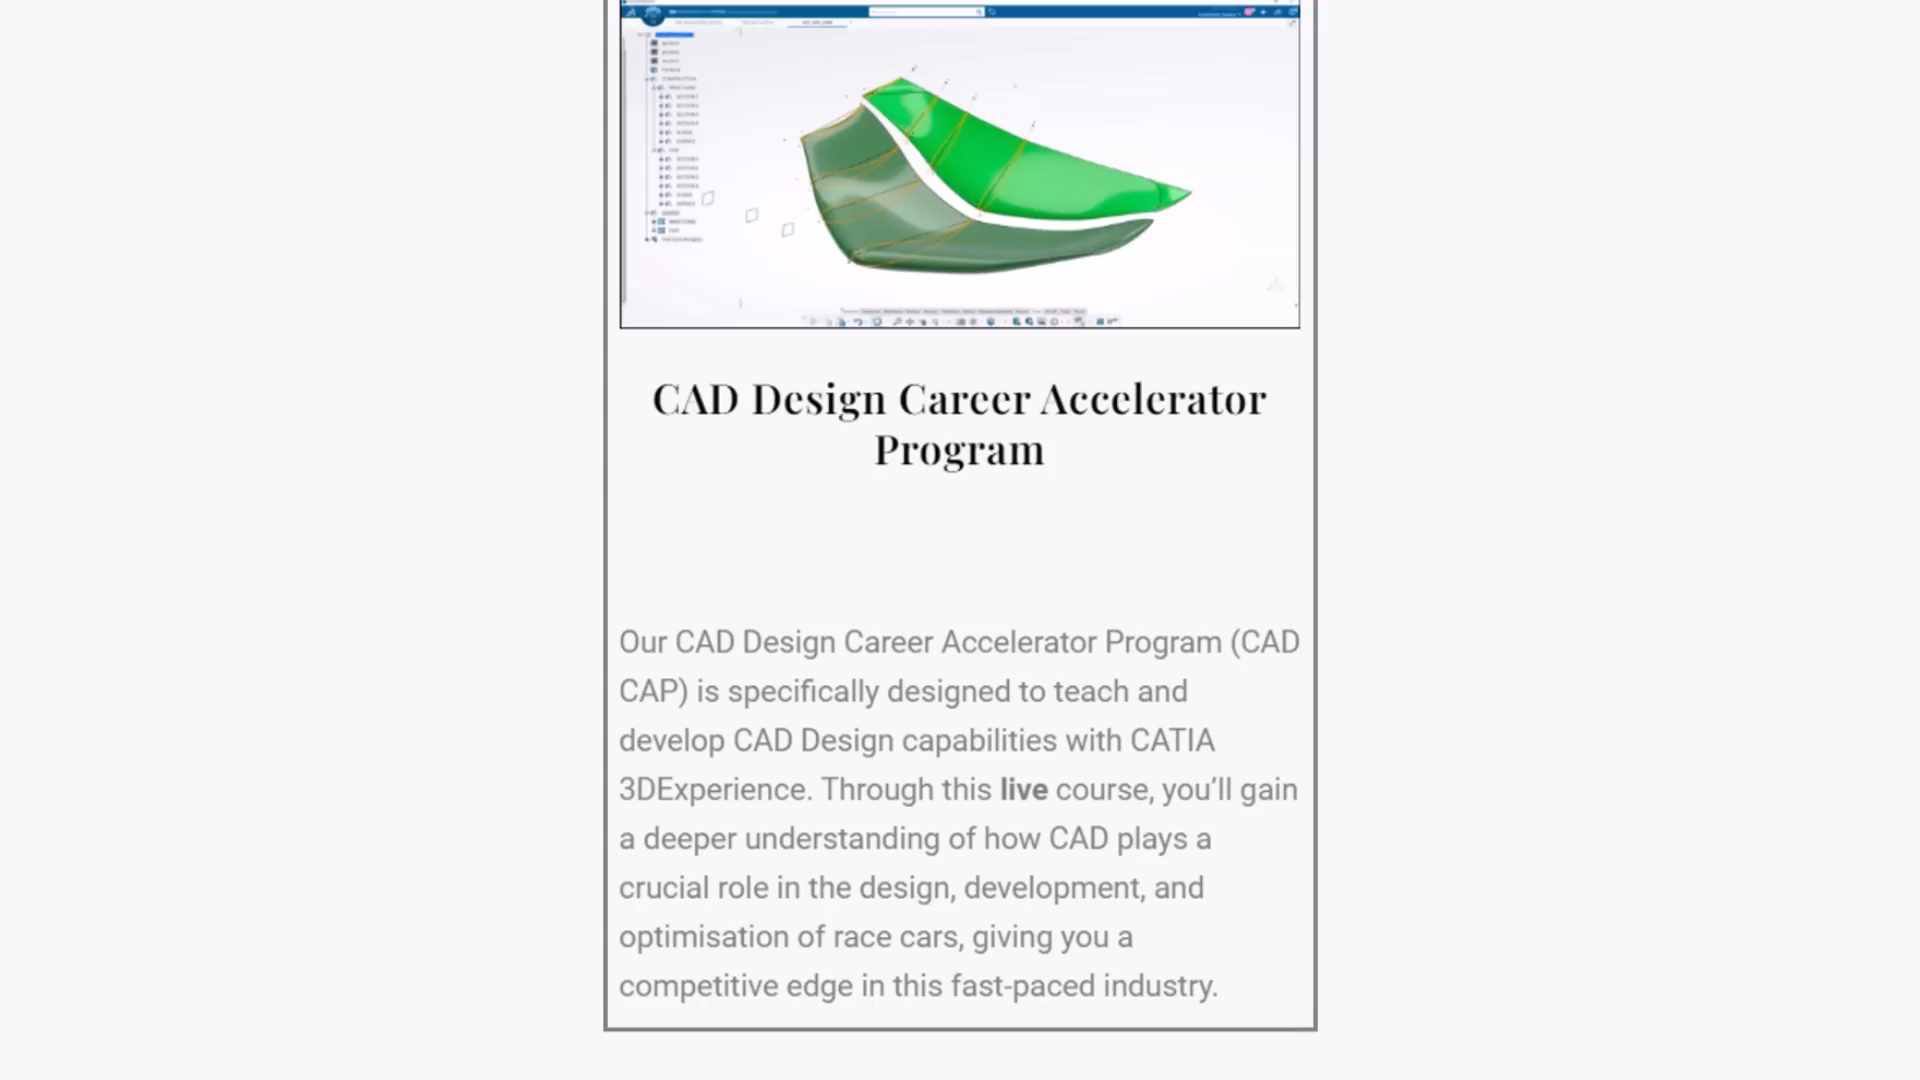 CAD Design Career Accelerator
Program
Our CAD Design Career Accelerator Program (CAD
CAP) is specifically designed to teach and
develop CAD Design capabilities with CATIA
3DExperience. Through this live course, you’ll gain
a deeper understanding of how CAD plays a
crucial role in the design, development, and
optimisation of race cars, giving you a
competitive edge in this fast-paced industry.